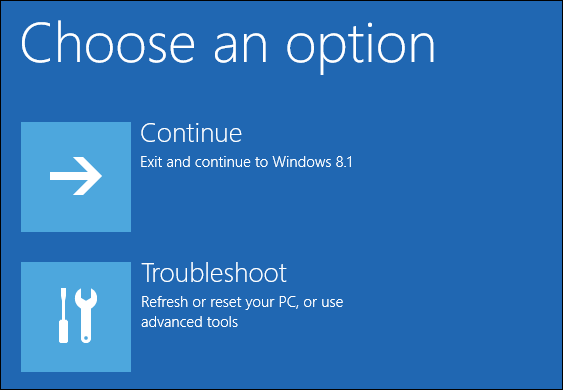 Choose an option
Continue
Exit and continue to Windows 8.1
Troubleshoot
Refresh or reset your PC, or use
advanced tools